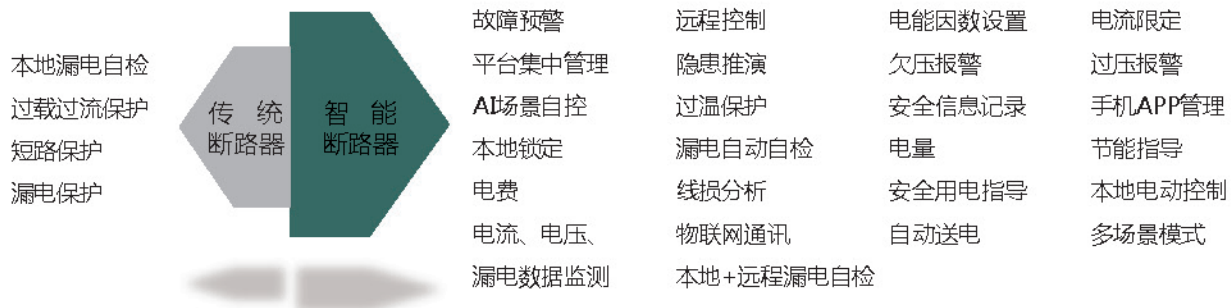 本地漏电自检
过载过流保护
短路保护
漏电保护
传 统
断路器
智 能
断路器
故障预警 远程控制 电能因数设置 电流限定
平台集中管理 隐患推演 欠压报警 过压报警
AI场景自控 过温保护 安全信息记录 手机APP管理
本地锁定 漏电自动自检 电量 节能指导
电费 线损分析 安全用电指导 本地电动控制
电流、电压、 物联网通讯 自动送电 多场景模式
漏电数据监测 本地+远程漏电自检